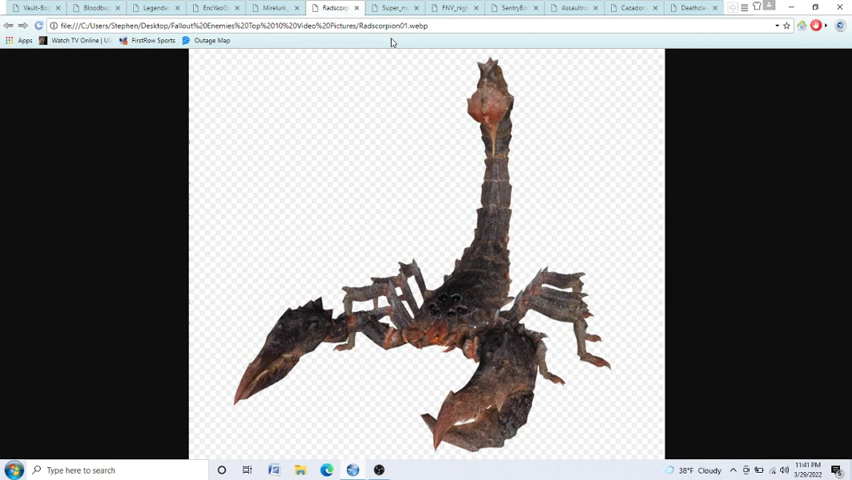 Vault-Bo
Bloodbu
Legenda
EncYaoG
Mirelurk_
Radscorp
Super_m
FNV_nigh
SentryBo
Assaultro
Cazador
Deathcla
file:///C:/Users/Stephen/Desktop/Fallout%20Enemies%20Top%2010%20Video%20Pictures/Radscorpion01.webp
Apps Watch TV Online | U FirstRow Sports Outage Map
Type here to search
38°F Cloudy
11:41 PM
3/29/2022